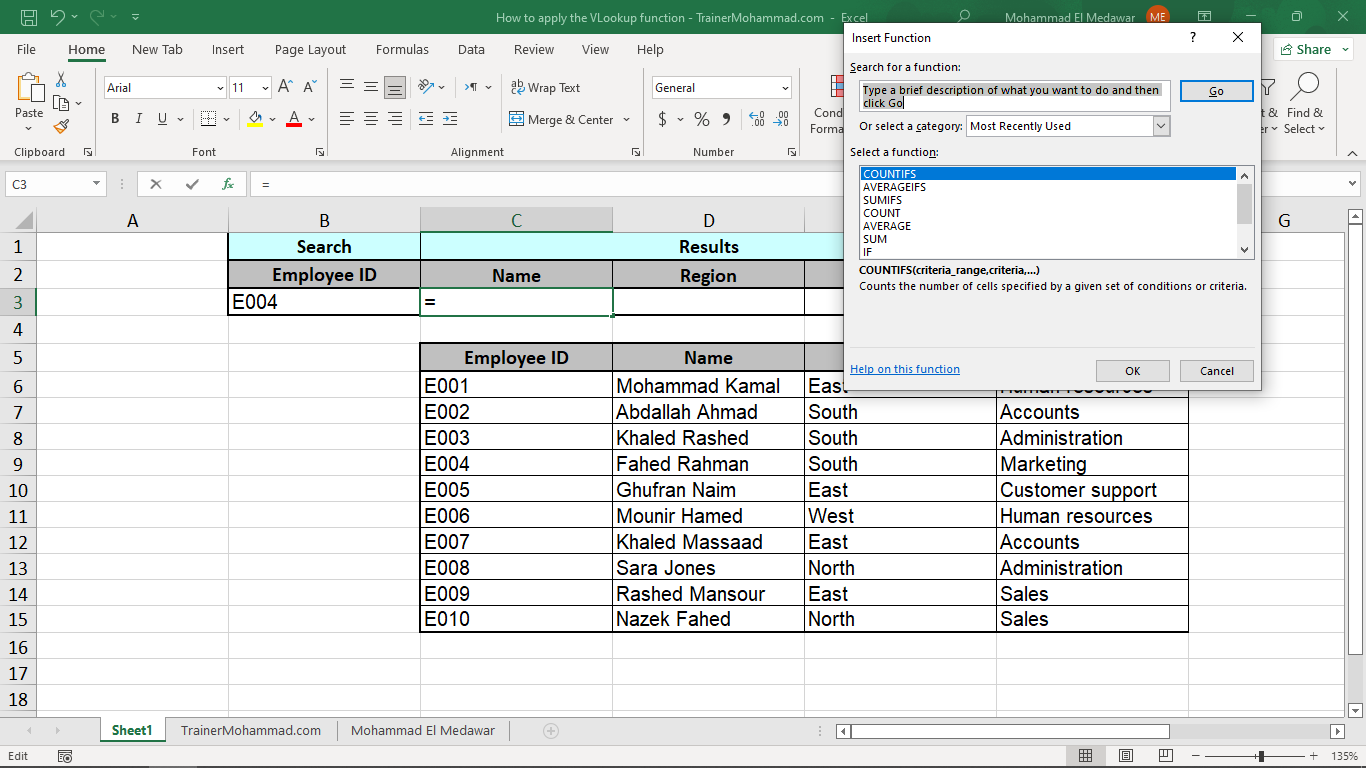 How to apply the VLookup function - TrainerMohammad.com - Excel
Mohammad El Medawar
ME
File Home New Tab Insert Page Layout Formulas Data Review View Help
Share
Paste
Arial 11
B I U
Wrap Text
Merge & Center
General
$ % 9
Cond
Forma
Find &
Select
Clipboard Font Alignment Number
Insert Function
?
Search for a function:
Type a brief description of what you want to do and then
click Go
Go
Or select a category: Most Recently Used
Select a function:
COUNTIFS
AVERAGEIFS
SUMIFS
COUNT
AVERAGE
SUM
IF
COUNTIFS(criteria_range,criteria,...)
Counts the number of cells specified by a given set of conditions or criteria.
Help on this function
OK Cancel
C3 fx =
A B C D G
1 Search Results
2 Employee ID Name Region
3 E004 =
4
5 Employee ID Name
6 E001 Mohammad Kamal East Human resources
7 E002 Abdallah Ahmad South Accounts
8 E003 Khaled Rashed South Administration
9 E004 Fahed Rahman South Marketing
10 E005 Ghufran Naim East Customer support
11 E006 Mounir Hamed West Human resources
12 E007 Khaled Massaad East Accounts
13 E008 Sara Jones North Administration
14 E009 Rashed Mansour East Sales
15 E010 Nazek Fahed North Sales
16
17
18
Sheet1 TrainerMohammad.com Mohammad El Medawar
Edit
135%